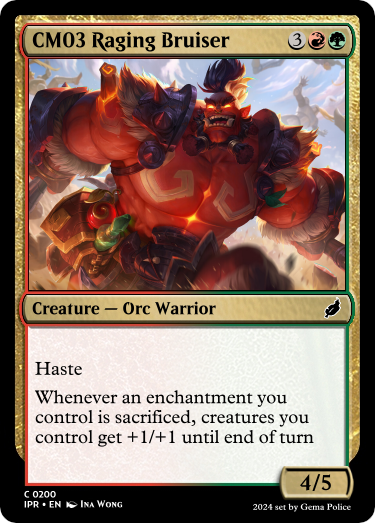 CM03 Raging Bruiser 3
Creature — Orc Warrior
Haste
Whenever an enchantment you
control is sacrificed, creatures you
control get +1/+1 until end of turn
4/5
C 0200
IPR • EN Ina Wong
2024 set by Gema Police